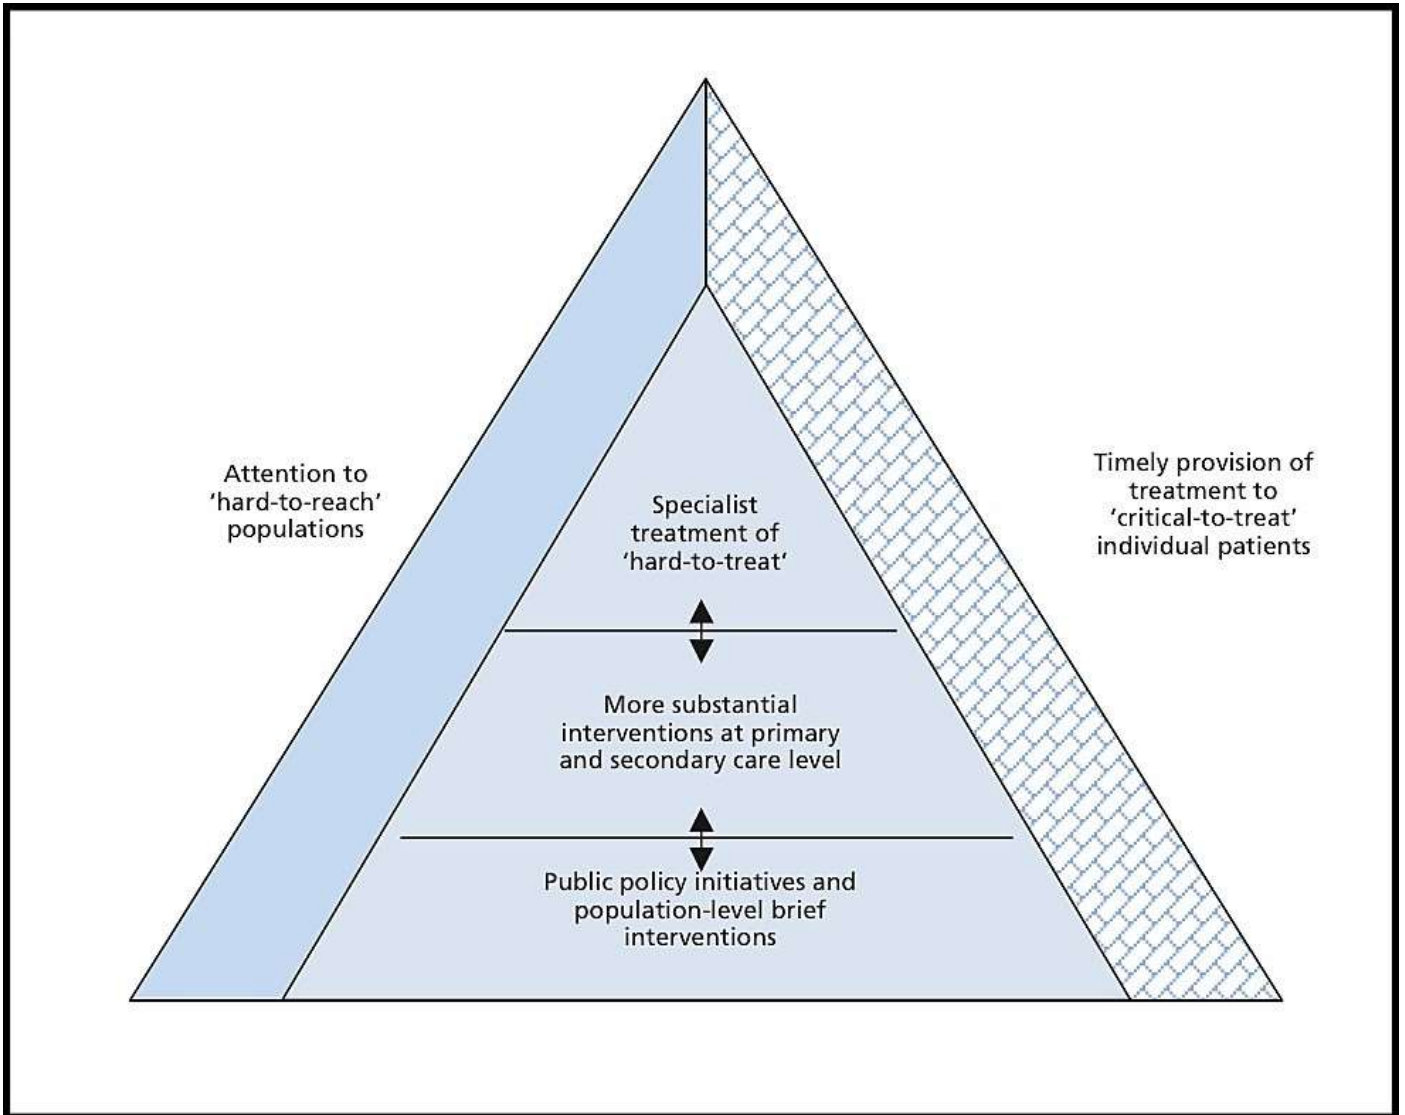 Attention to
‘hard-to-reach’
populations
Timely provision of
treatment to
‘critical-to-treat’
individual patients
Specialist
treatment of
‘hard-to-treat’
More substantial
interventions at primary
and secondary care level
Public policy initiatives and
population-level brief
interventions